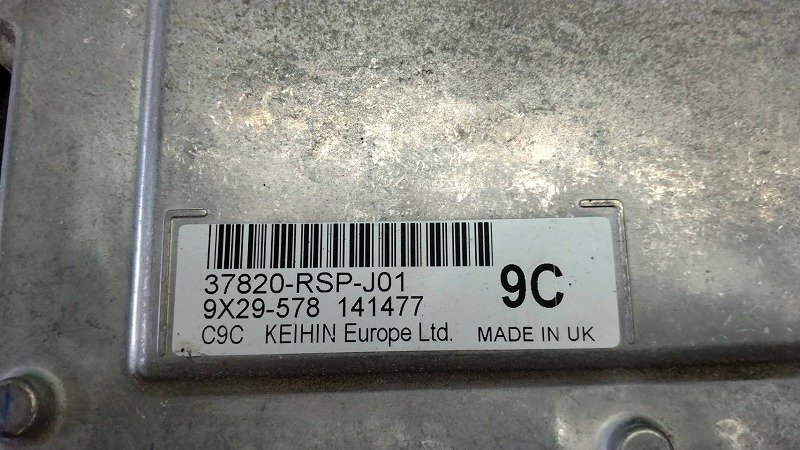 37820-RSP-J01
9X29-578 141477
9C
C9C KEIHIN Europe Ltd. MADE IN UK